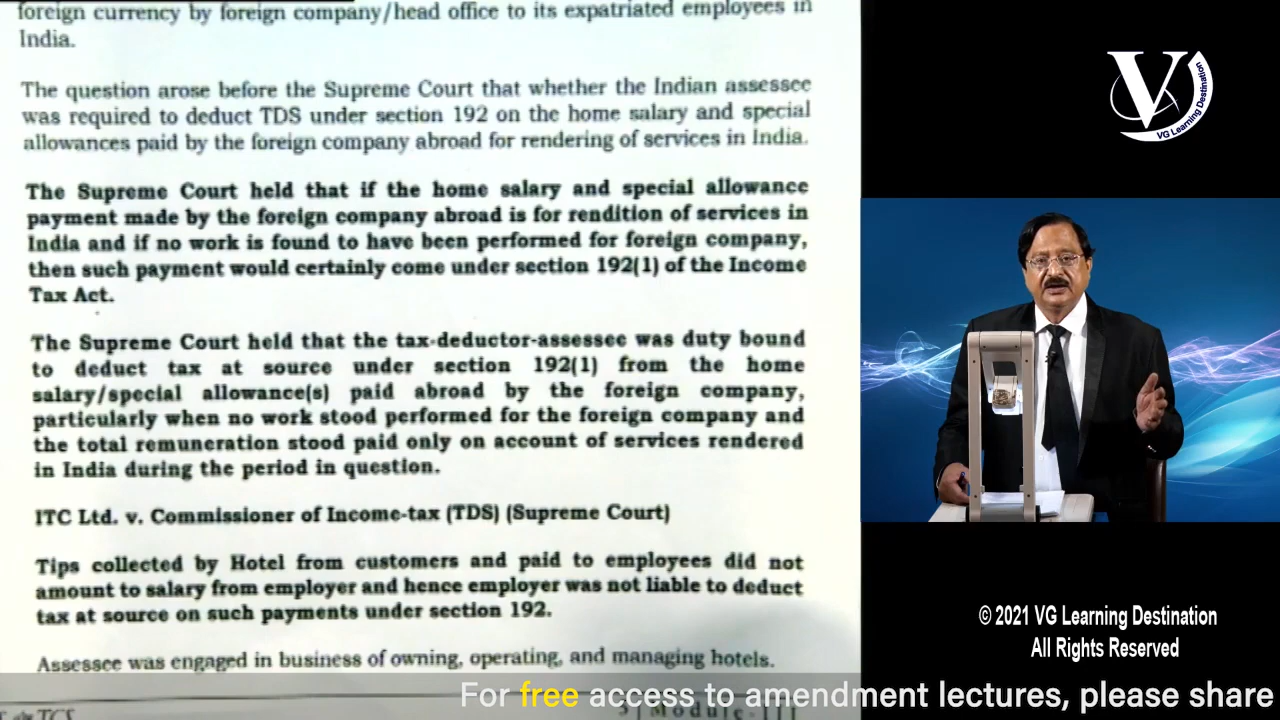 foreign currency by foreign company/head office to its expatriated employees in
India.
The question arose before the Supreme Court that whether the Indian assessee
was required to deduct TDS under section 192 on the home salary and special
allowances paid by the foreign company abroad for rendering of services in India.
The Supreme Court held that if the home salary and special allowance
payment made by the foreign company abroad is for rendition of services in
India and if no work is found to have been performed for foreign company,
then such payment would certainly come under section 192(1) of the Income
Tax Act.
The Supreme Court held that the tax-deductor-assessee was duty bound
to deduct tax at source under section 192(1) from the home
salary/special allowance(s) paid abroad by the foreign company,
particularly when no work stood performed for the foreign company and
the total remuneration stood paid only on account of services rendered
in India during the period in question.
ITC Ltd. v. Commissioner of Income-tax (TDS) (Supreme Court)
Tips collected by Hotel from customers and paid to employees did not
amount to salary from employer and hence employer was not liable to deduct
tax at source on such payments under section 192.
Assessee was engaged in business of owning, operating, and managing hotels.
TCS
Module-III
V
VG Learning Destination
© 2021 VG Learning Destination
All Rights Reserved
For free access to amendment lectures, please share